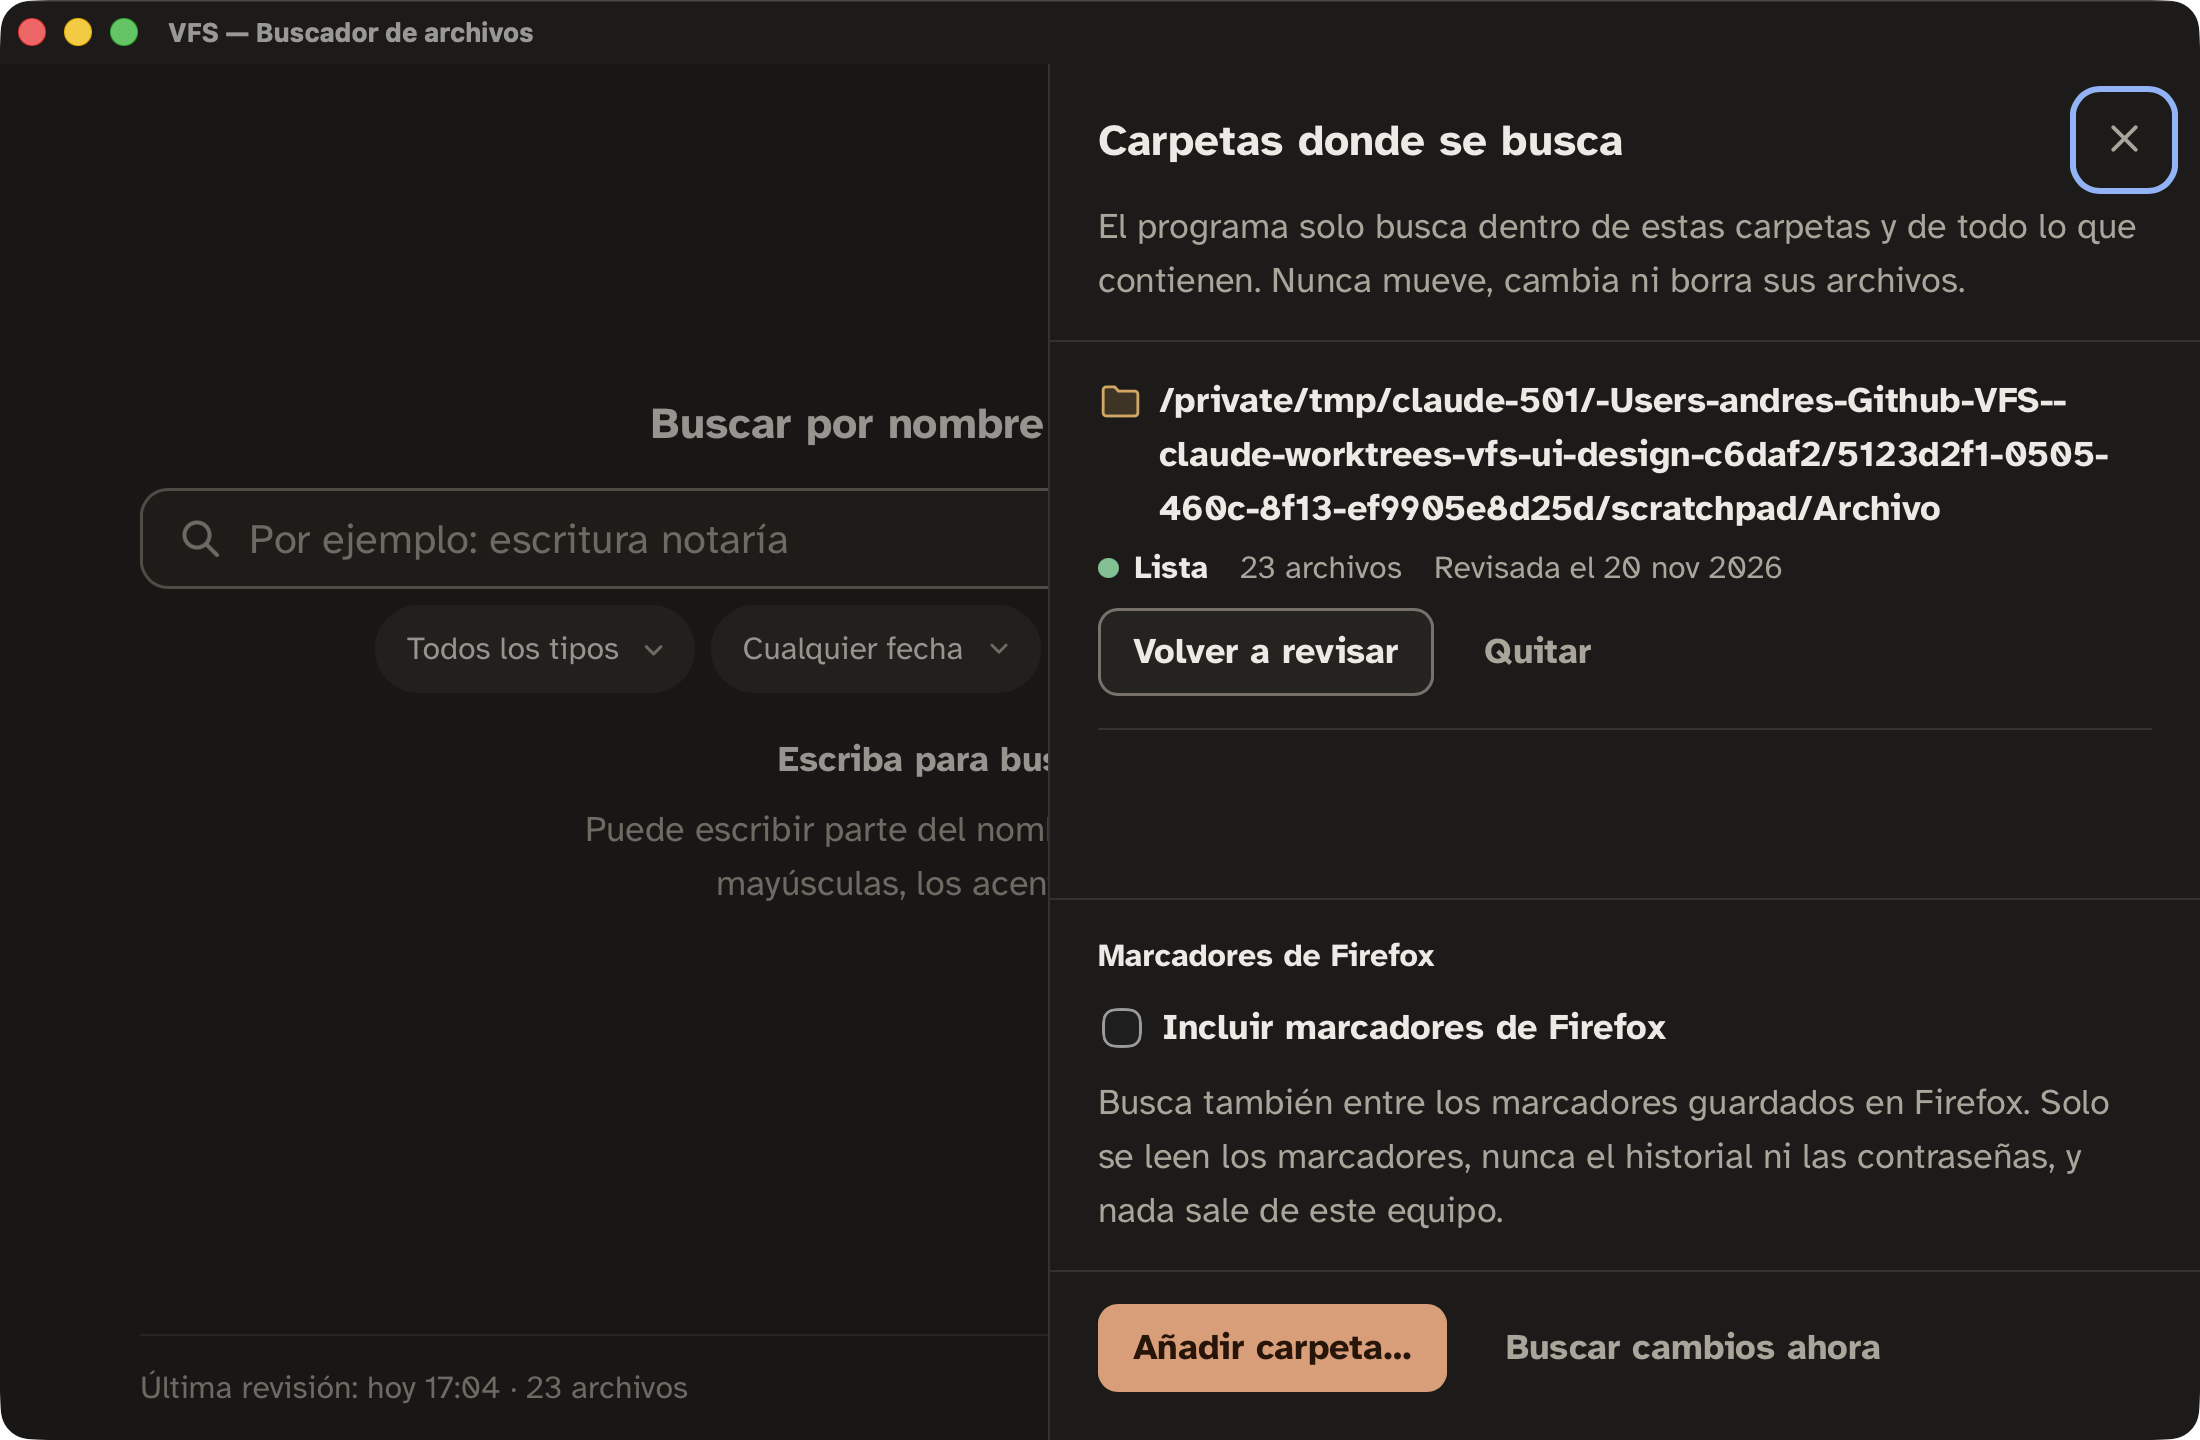 VFS — Buscador de archivos
Buscar por nombre
Por ejemplo: escritura notaría
Todos los tipos
Cualquier fecha
Escriba para bus
Puede escribir parte del nom
mayúsculas, los acen
Última revisión: hoy 17:04 · 23 archivos
Carpetas donde se busca
El programa solo busca dentro de estas carpetas y de todo lo que
contienen. Nunca mueve, cambia ni borra sus archivos.
/private/tmp/claude-501/-Users-andres-Github-VFS--
claude-worktrees-vfs-ui-design-c6daf2/5123d2f1-0505-
460c-8f13-ef9905e8d25d/scratchpad/Archivo
Lista 23 archivos Revisada el 20 nov 2026
Volver a revisar Quitar
Marcadores de Firefox
Incluir marcadores de Firefox
Busca también entre los marcadores guardados en Firefox. Solo
se leen los marcadores, nunca el historial ni las contraseñas, y
nada sale de este equipo.
Añadir carpeta... Buscar cambios ahora